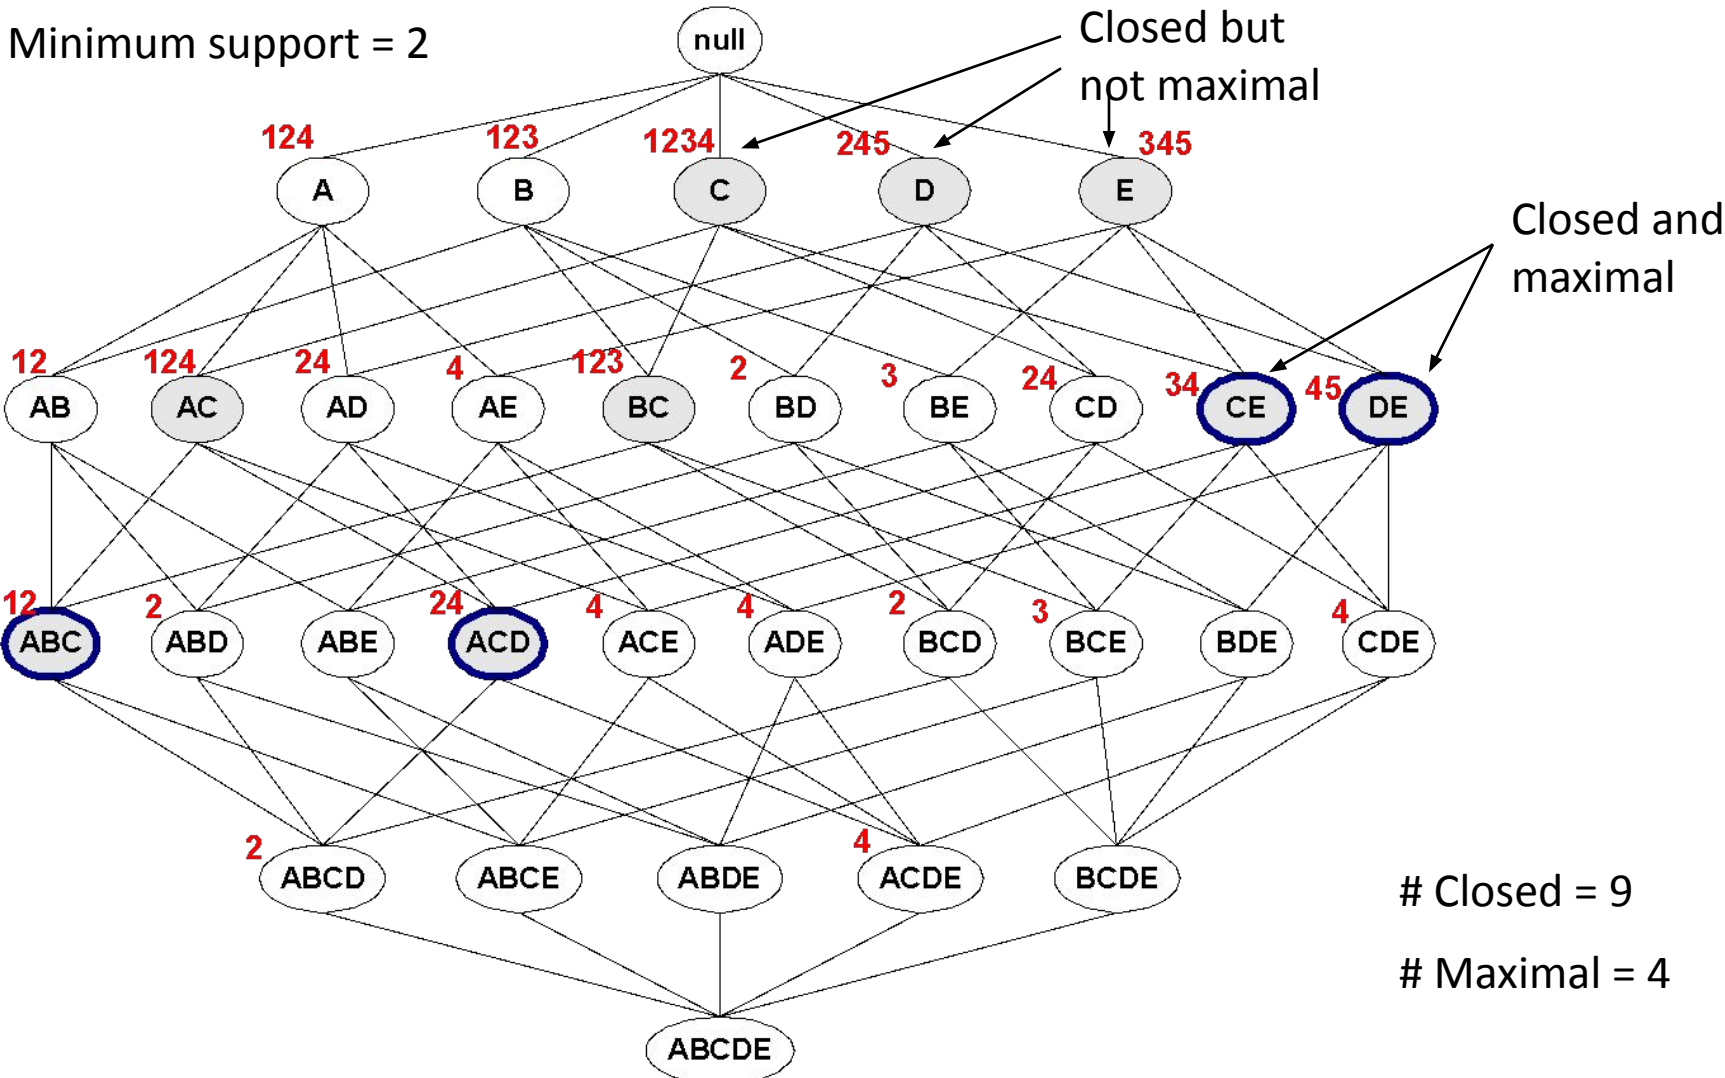 Minimum support = 2
null
Closed but
not maximal
124 123 1234 245 345
A B C D E
Closed and
maximal
12 124 24 4 123 2 3 24 34 45
AB AC AD AE BC BD BE CD CE DE
12 2 24 4 4 2 3 4
ABC ABD ABE ACD ACE ADE BCD BCE BDE CDE
2 4
ABCD ABCE ABDE ACDE BCDE
# Closed = 9
# Maximal = 4
ABCDE